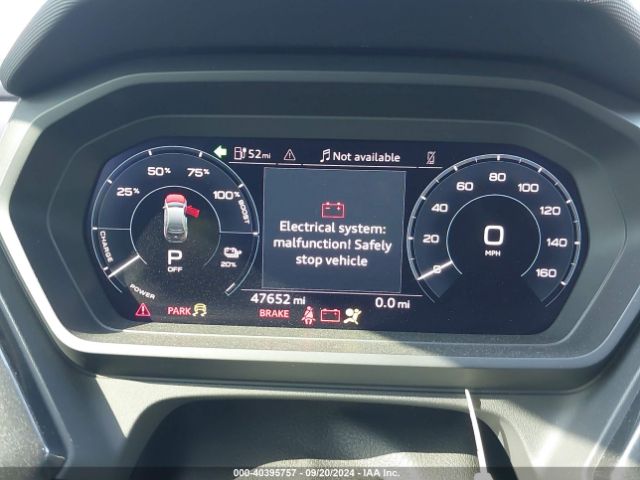 52mi Not available
50% 75%
25% 100%
BOOST
CHARGE
POWER
P
OFF
20%
Electrical system:
malfunction! Safely
stop vehicle
80
60 100
40 120
20 140
0 160
0
MPH
47652 mi 0.0 mi
PARK BRAKE
000-40395757 - 09/20/2024 - IAA Inc.